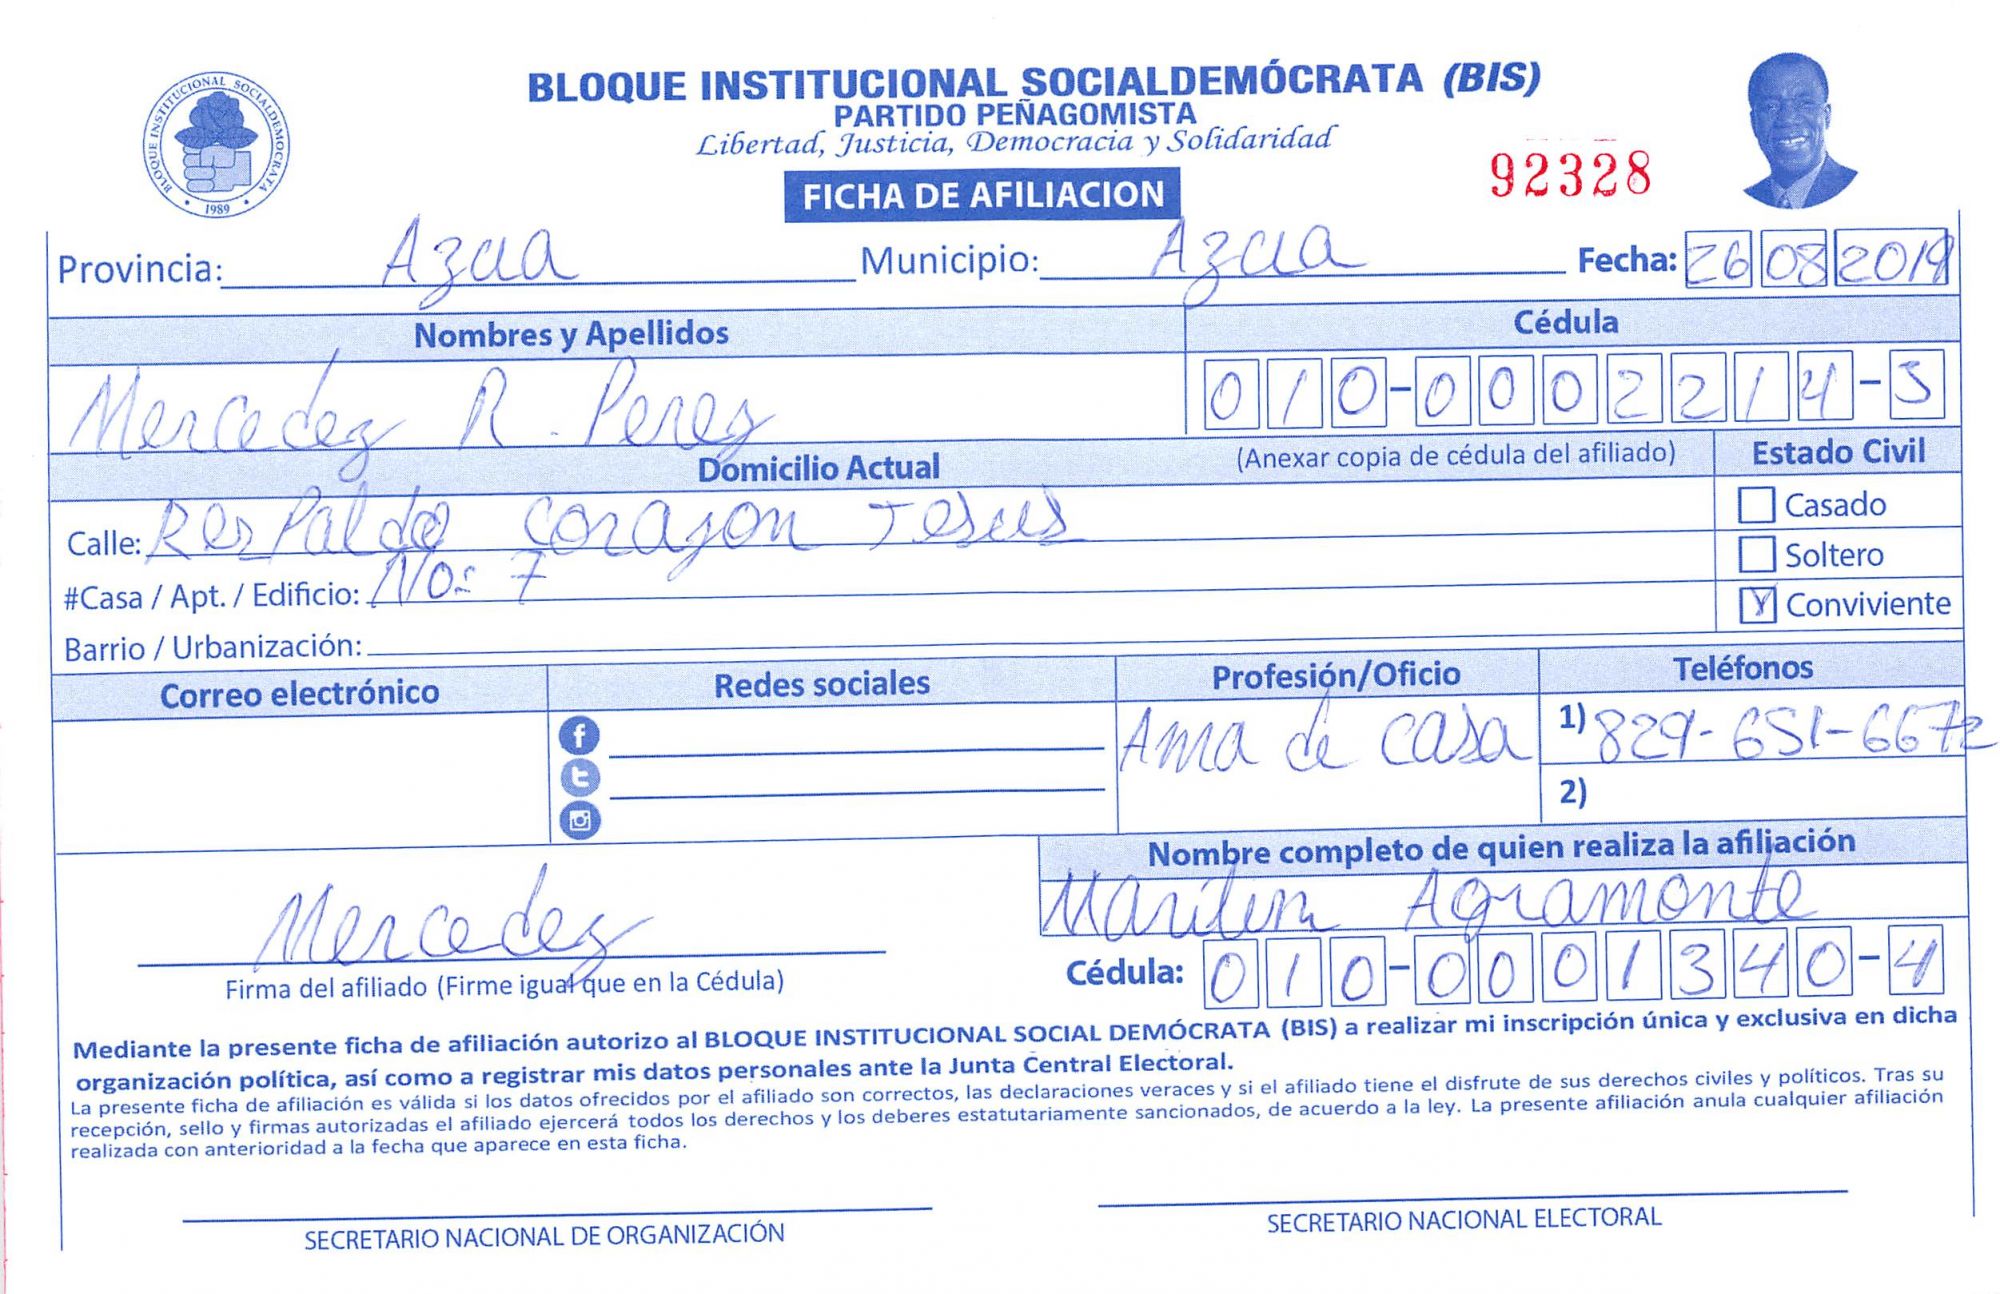 BLOQUE INSTITUCIONAL SOCIALDEMÓCRATA (BIS)
PARTIDO PEÑAGOMISTA
Libertad, Justicia, Democracia y Solidaridad
BLOQUE INSTITUCIONAL SOCIALDEMOCRATA
1989
92328
FICHA DE AFILIACION
Provincia: Azua Municipio: Azua Fecha: 26 08 2019
Nombres y Apellidos Cédula
Mercedez R. Perez 010-0002214-5
Domicilio Actual (Anexar copia de cédula del afiliado) Estado Civil
Calle: Respaldo Corazon Jesus Casado
#Casa / Apt. / Edificio: No: 7 Soltero
Barrio / Urbanización: Conviviente
Correo electrónico Redes sociales Profesión/Oficio Teléfonos
Ama de casa 1) 829-651-6672
2)
Nombre completo de quien realiza la afiliación
Mercedez Agramonte
Firma del afiliado (Firme igual que en la Cédula) Cédula: 010-0001340-4
Mediante la presente ficha de afiliación autorizo al BLOQUE INSTITUCIONAL SOCIAL DEMÓCRATA (BIS) a realizar mi inscripción única y exclusiva en dicha
organización política, así como a registrar mis datos personales ante la Junta Central Electoral.
La presente ficha de afiliación es válida si los datos ofrecidos por el afiliado son correctos, las declaraciones veraces y si el afiliado tiene el disfrute de sus derechos civiles y políticos. Tras su
recepción, sello y firmas autorizadas el afiliado ejercerá todos los derechos y los deberes estatutariamente sancionados, de acuerdo a la ley. La presente afiliación anula cualquier afiliación
realizada con anterioridad a la fecha que aparece en esta ficha.
SECRETARIO NACIONAL DE ORGANIZACIÓN SECRETARIO NACIONAL ELECTORAL